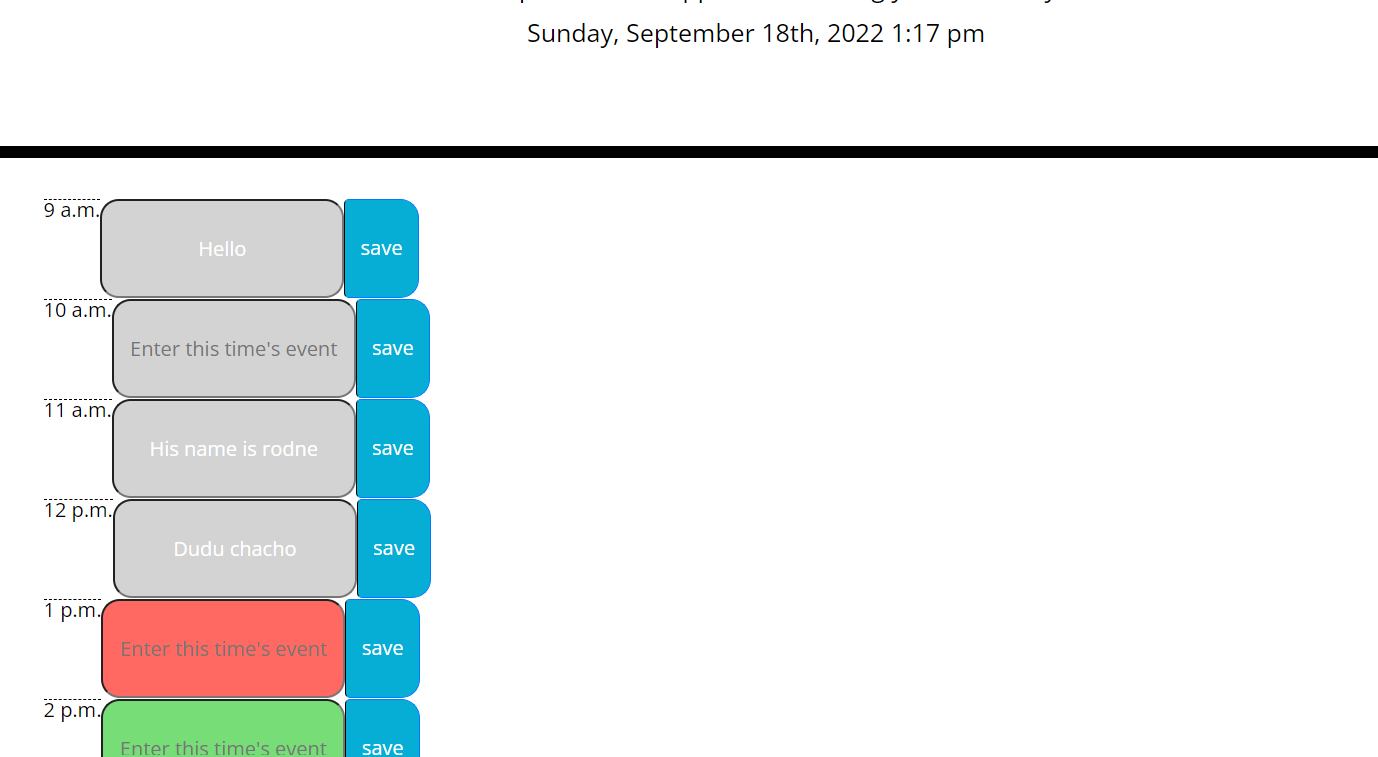 Sunday, September 18th, 2022 1:17 pm
9 a.m. Hello save
10 a.m. Enter this time's event save
11 a.m. His name is rodne save
12 p.m. Dudu chacho save
1 p.m. Enter this time's event save
2 p.m. Enter this time's event save